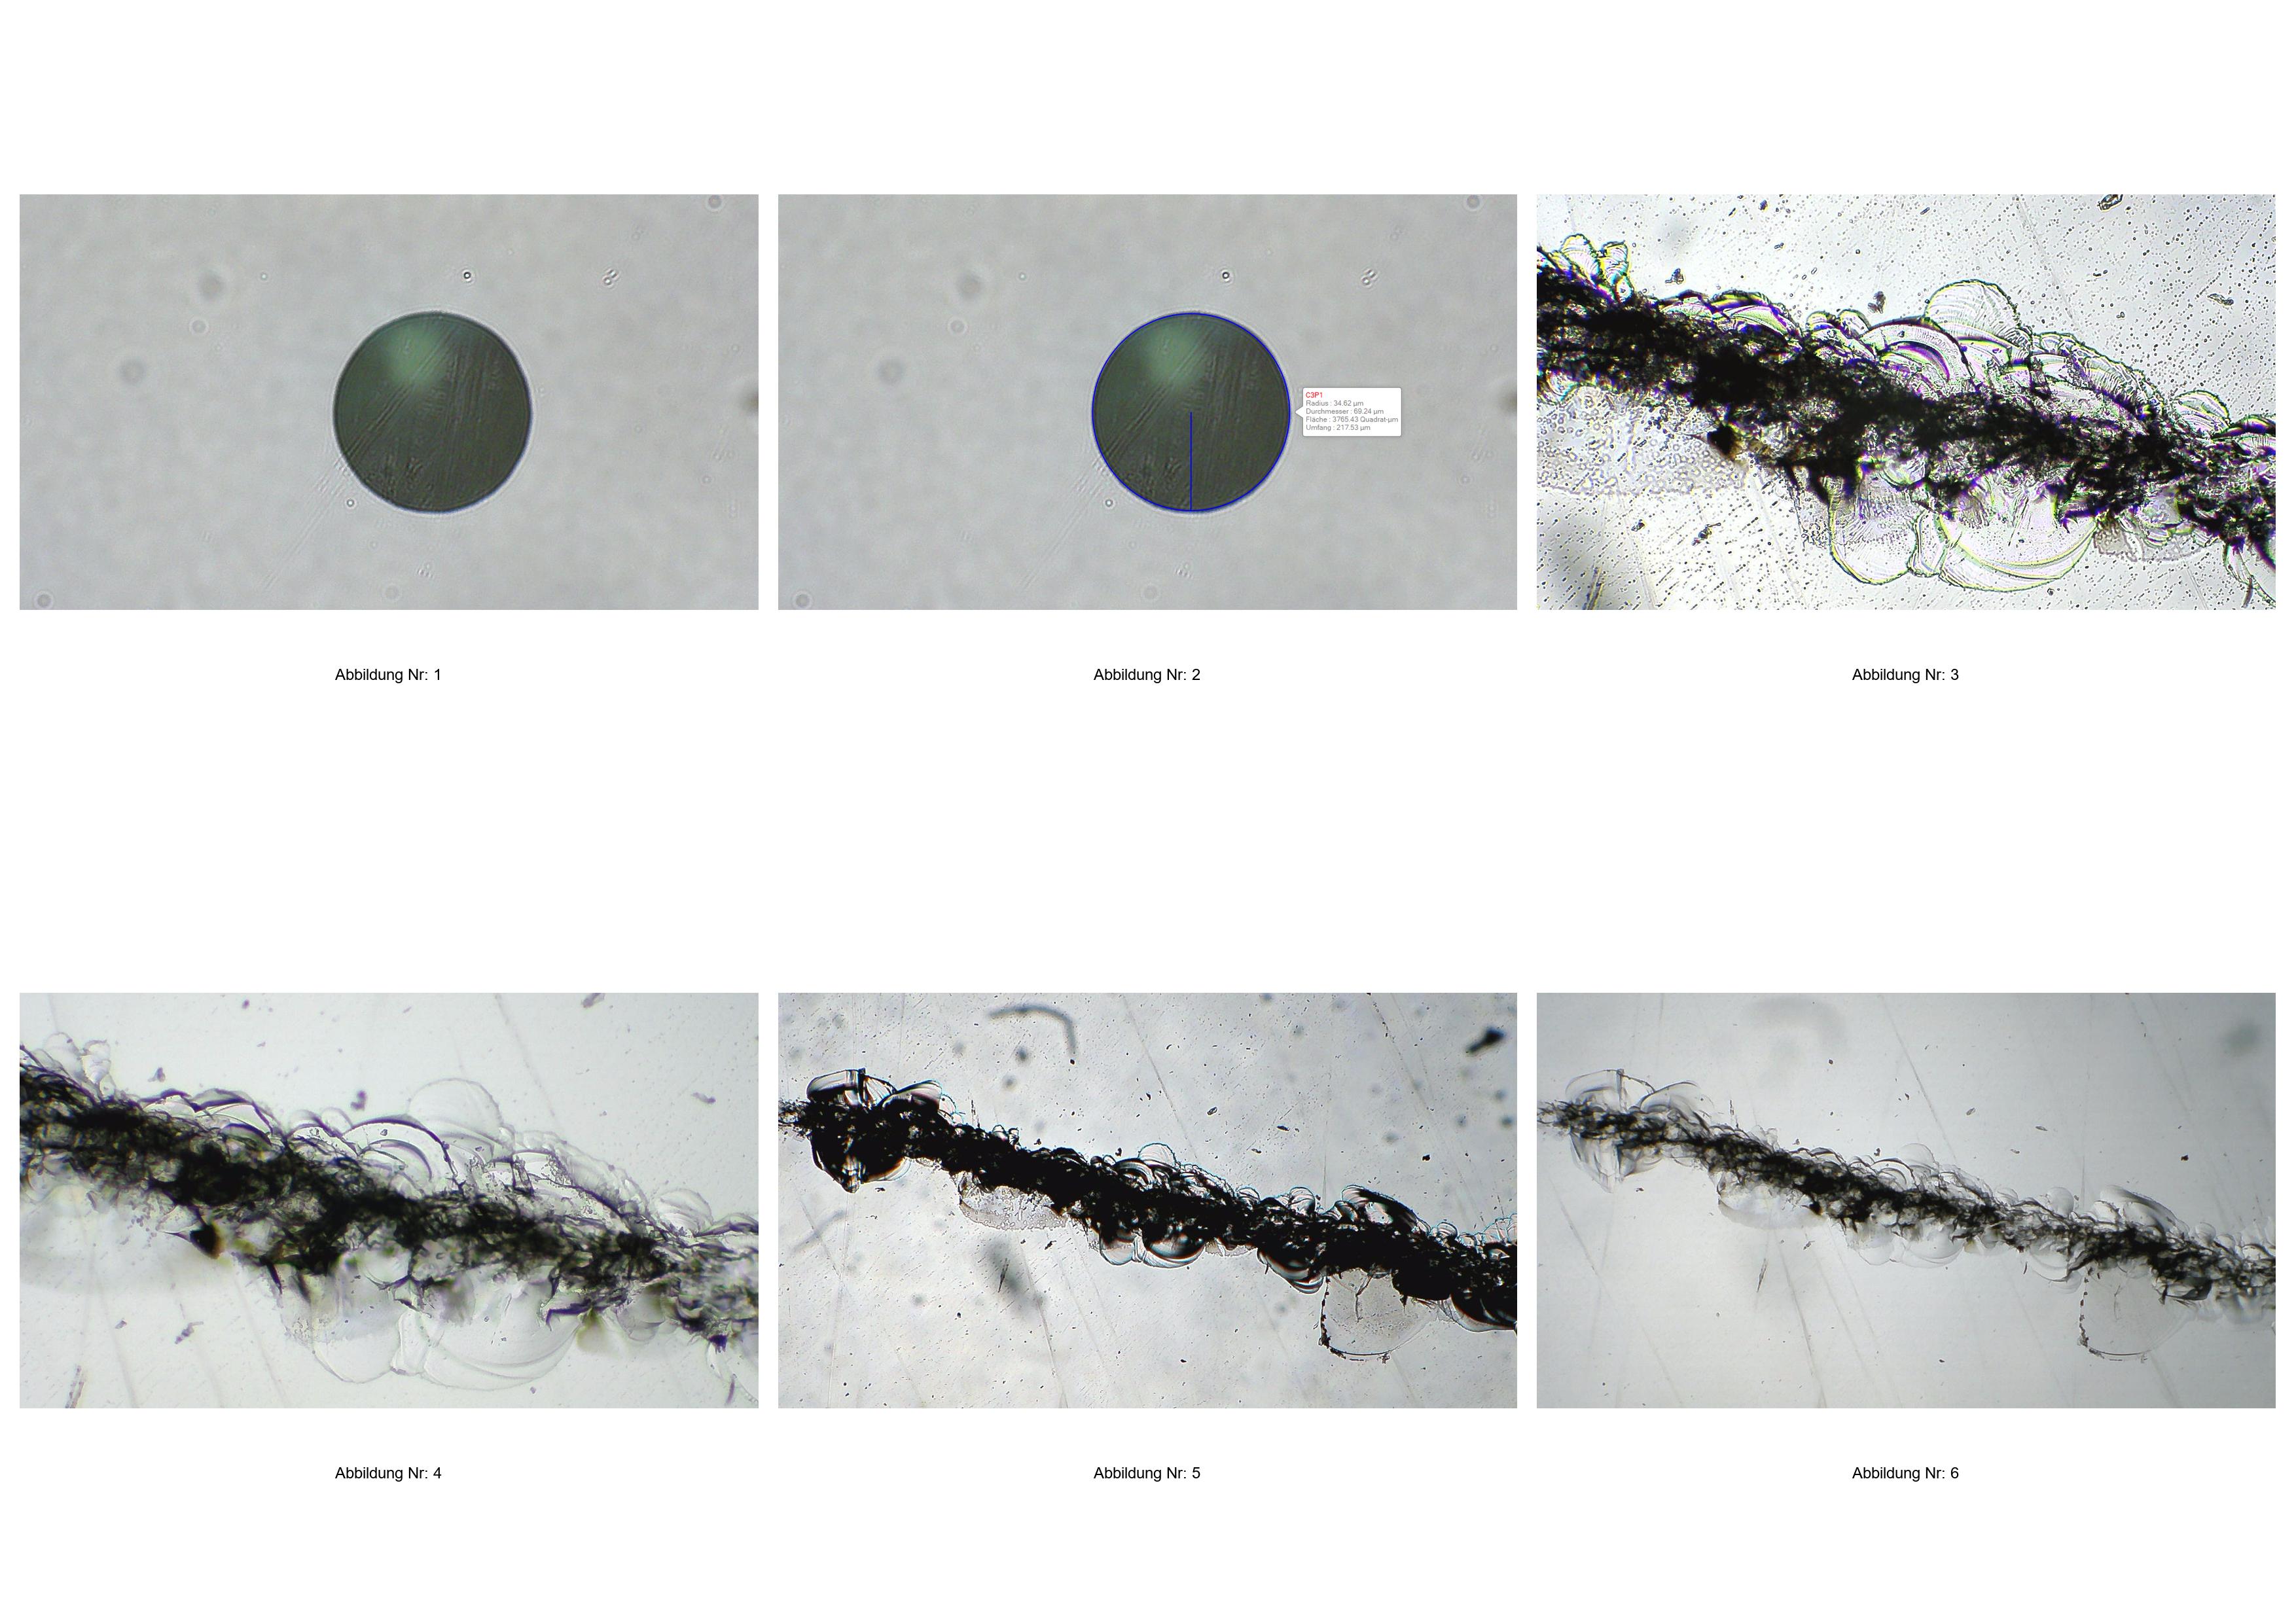 C3P1
Radius : 34.62 µm
Durchmesser : 69.24 µm
Fläche : 3765.43 Quadrat-µm
Umfang : 217.53 µm
Abbildung Nr: 1
Abbildung Nr: 2
Abbildung Nr: 3
Abbildung Nr: 4
Abbildung Nr: 5
Abbildung Nr: 6